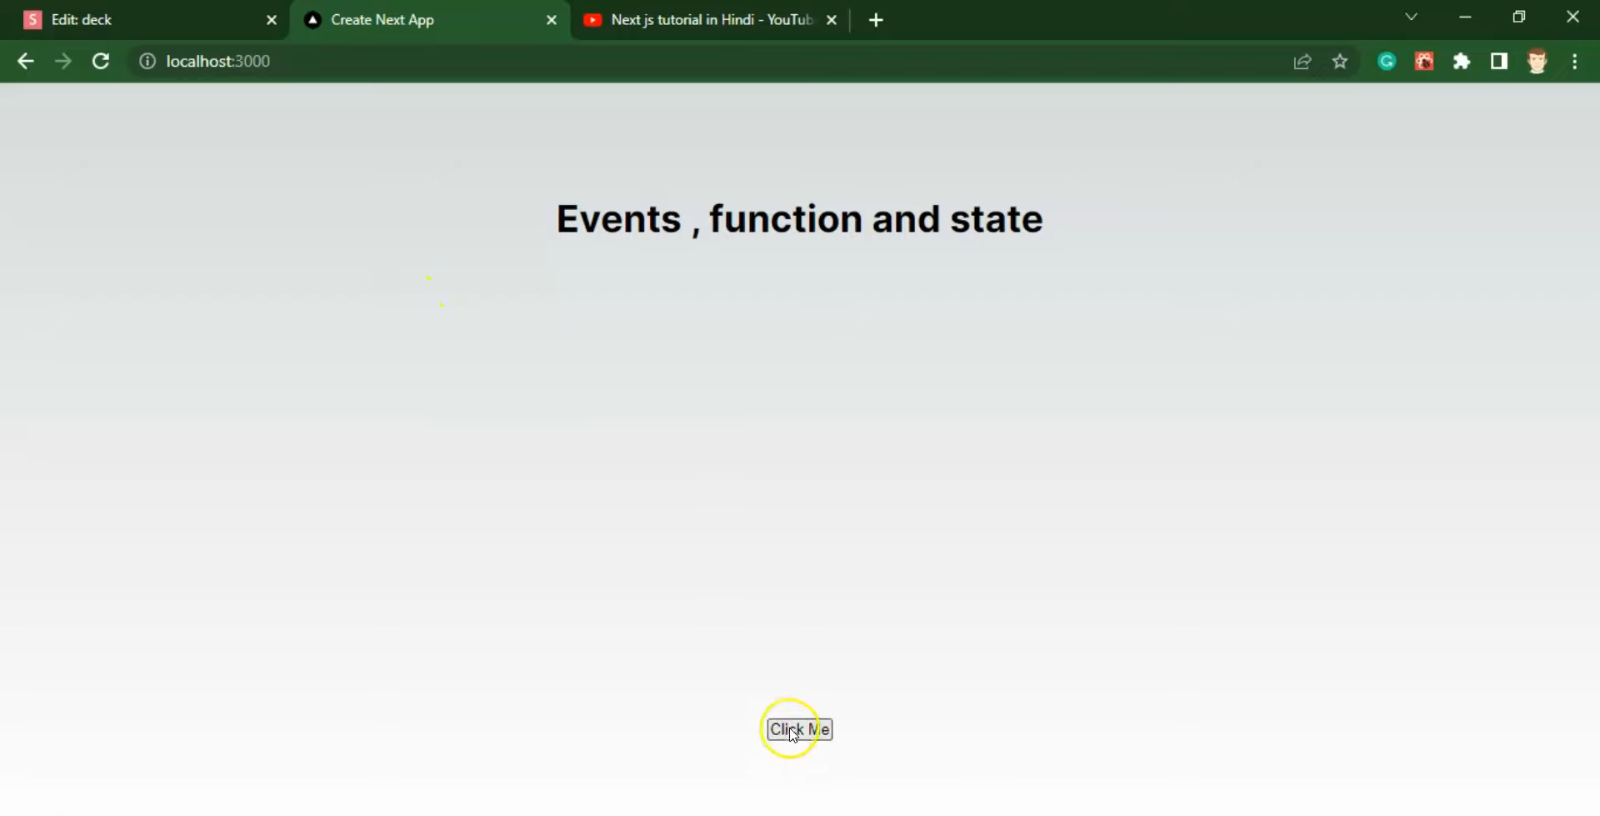 S Edit: deck
Create Next App
Next js tutorial in Hindi - YouTub
localhost:3000
Events , function and state
Click Me